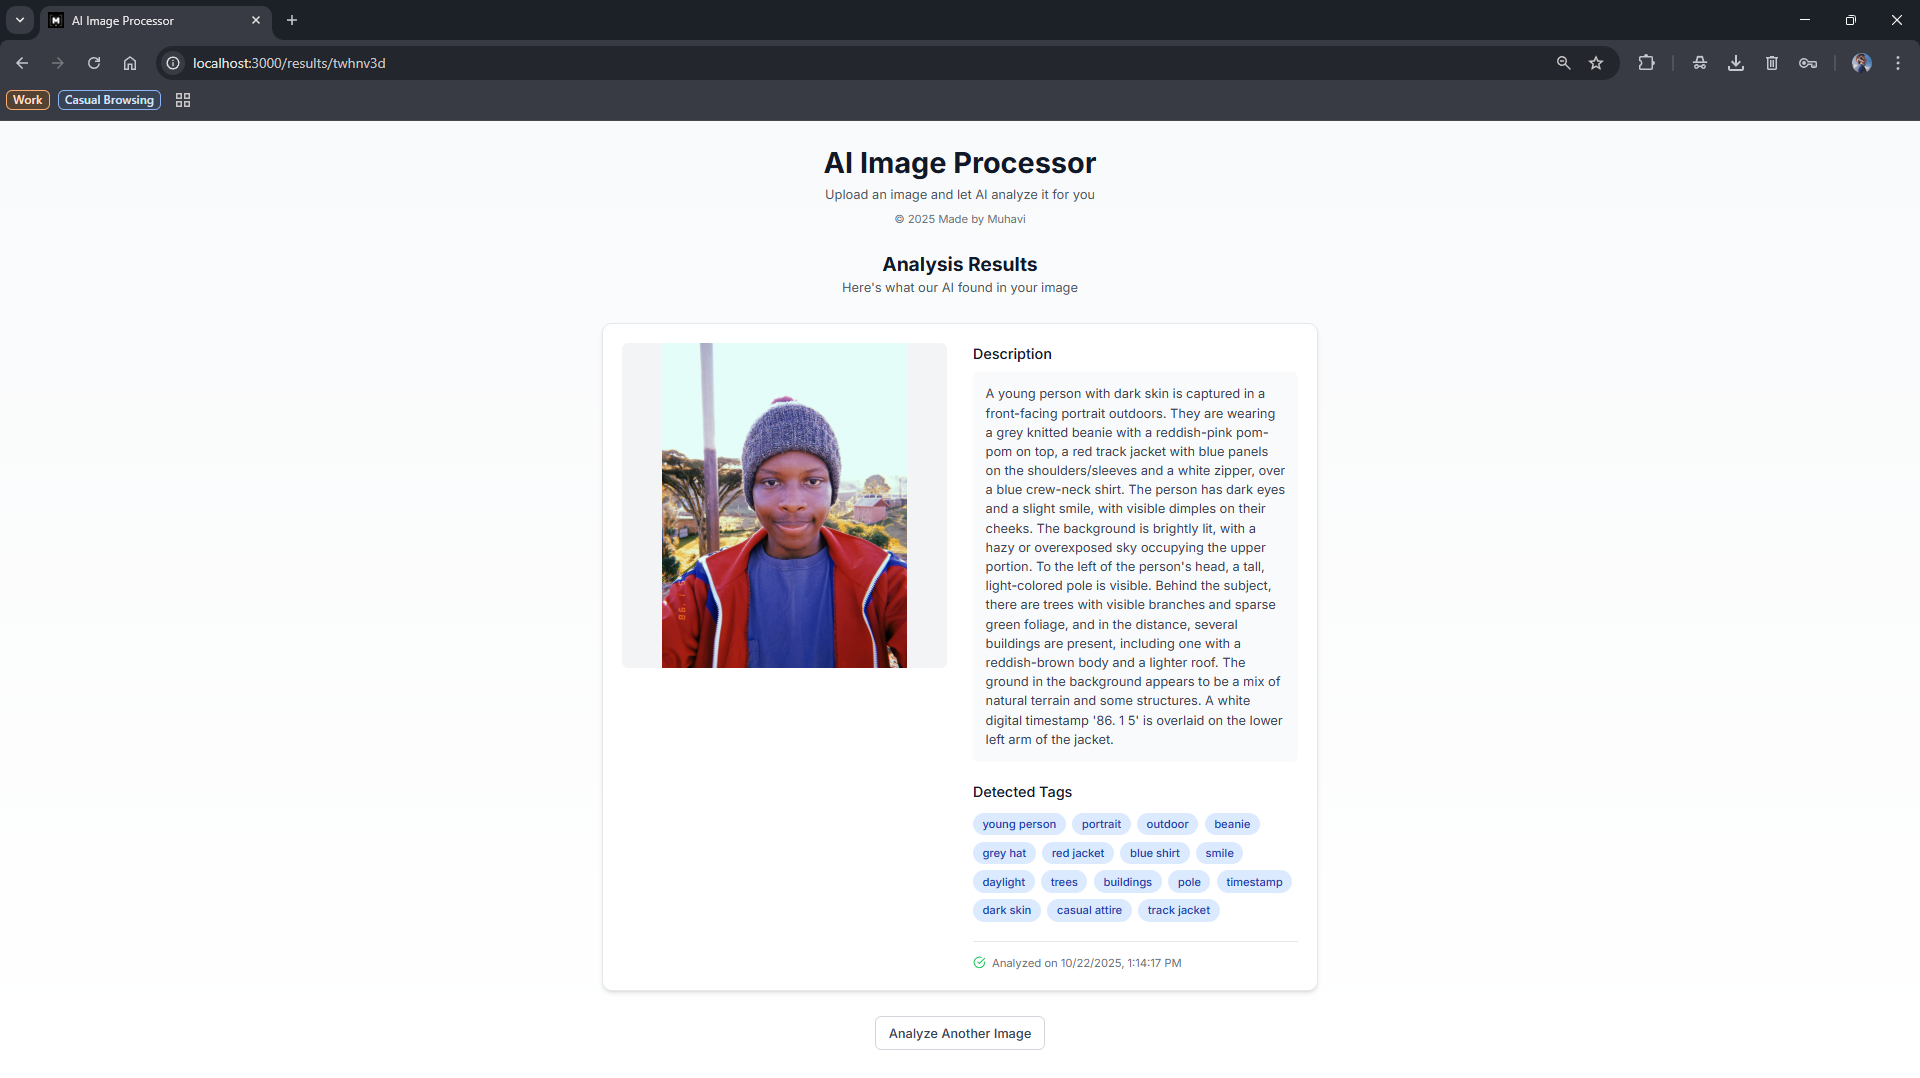 AI Image Processor
localhost:3000/results/twhnv3d
Work
Casual Browsing
AI Image Processor
Upload an image and let AI analyze it for you
© 2025 Made by Muhavi
Analysis Results
Here's what our AI found in your image
Description
A young person with dark skin is captured in a
front-facing portrait outdoors. They are wearing
a grey knitted beanie with a reddish-pink pom-
pom on top, a red track jacket with blue panels
on the shoulders/sleeves and a white zipper, over
a blue crew-neck shirt. The person has dark eyes
and a slight smile, with visible dimples on their
cheeks. The background is brightly lit, with a
hazy or overexposed sky occupying the upper
portion. To the left of the person's head, a tall,
light-colored pole is visible. Behind the subject,
there are trees with visible branches and sparse
green foliage, and in the distance, several
buildings are present, including one with a
reddish-brown body and a lighter roof. The
ground in the background appears to be a mix of
natural terrain and some structures. A white
digital timestamp '86. 1 5' is overlaid on the lower
left arm of the jacket.
Detected Tags
young person
portrait
outdoor
beanie
grey hat
red jacket
blue shirt
smile
daylight
trees
buildings
pole
timestamp
dark skin
casual attire
track jacket
Analyzed on 10/22/2025, 1:14:17 PM
Analyze Another Image